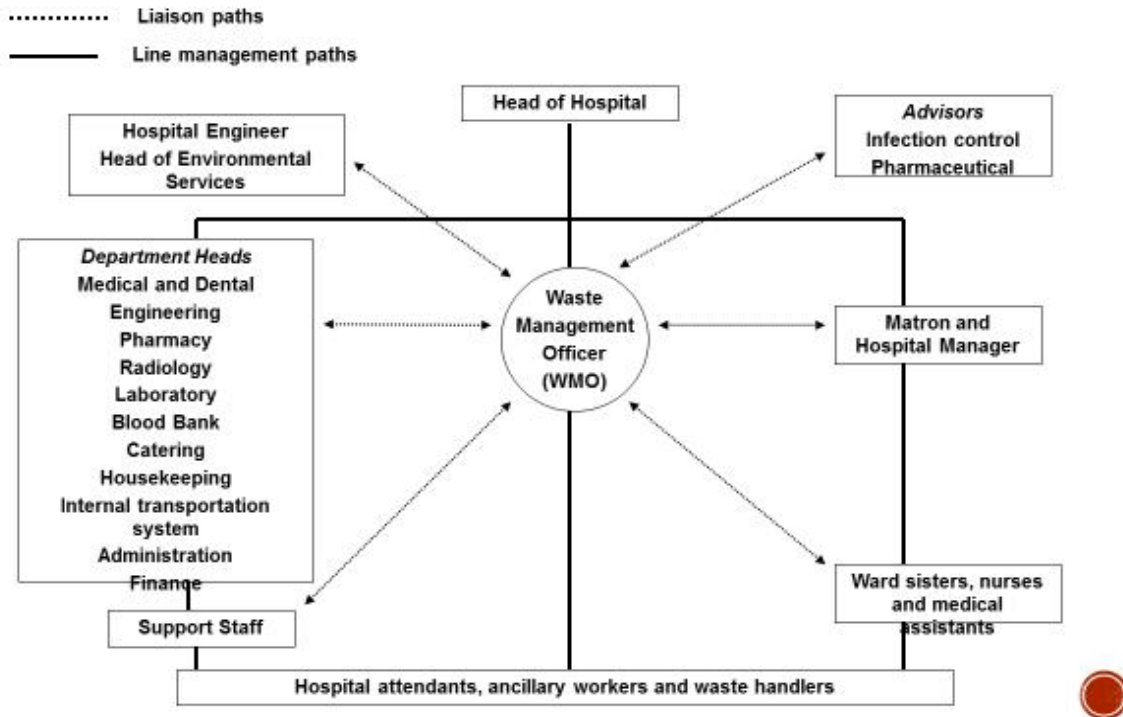 Liaison paths
Line management paths
Head of Hospital
Hospital Engineer
Head of Environmental
Services
Advisors
Infection control
Pharmaceutical
Department Heads
Medical and Dental
Engineering
Pharmacy
Radiology
Laboratory
Blood Bank
Catering
Housekeeping
Internal transportation
system
Administration
Finance
Waste
Management
Officer
(WMO)
Matron and
Hospital Manager
Support Staff
Ward sisters, nurses
and medical
assistants
Hospital attendants, ancillary workers and waste handlers